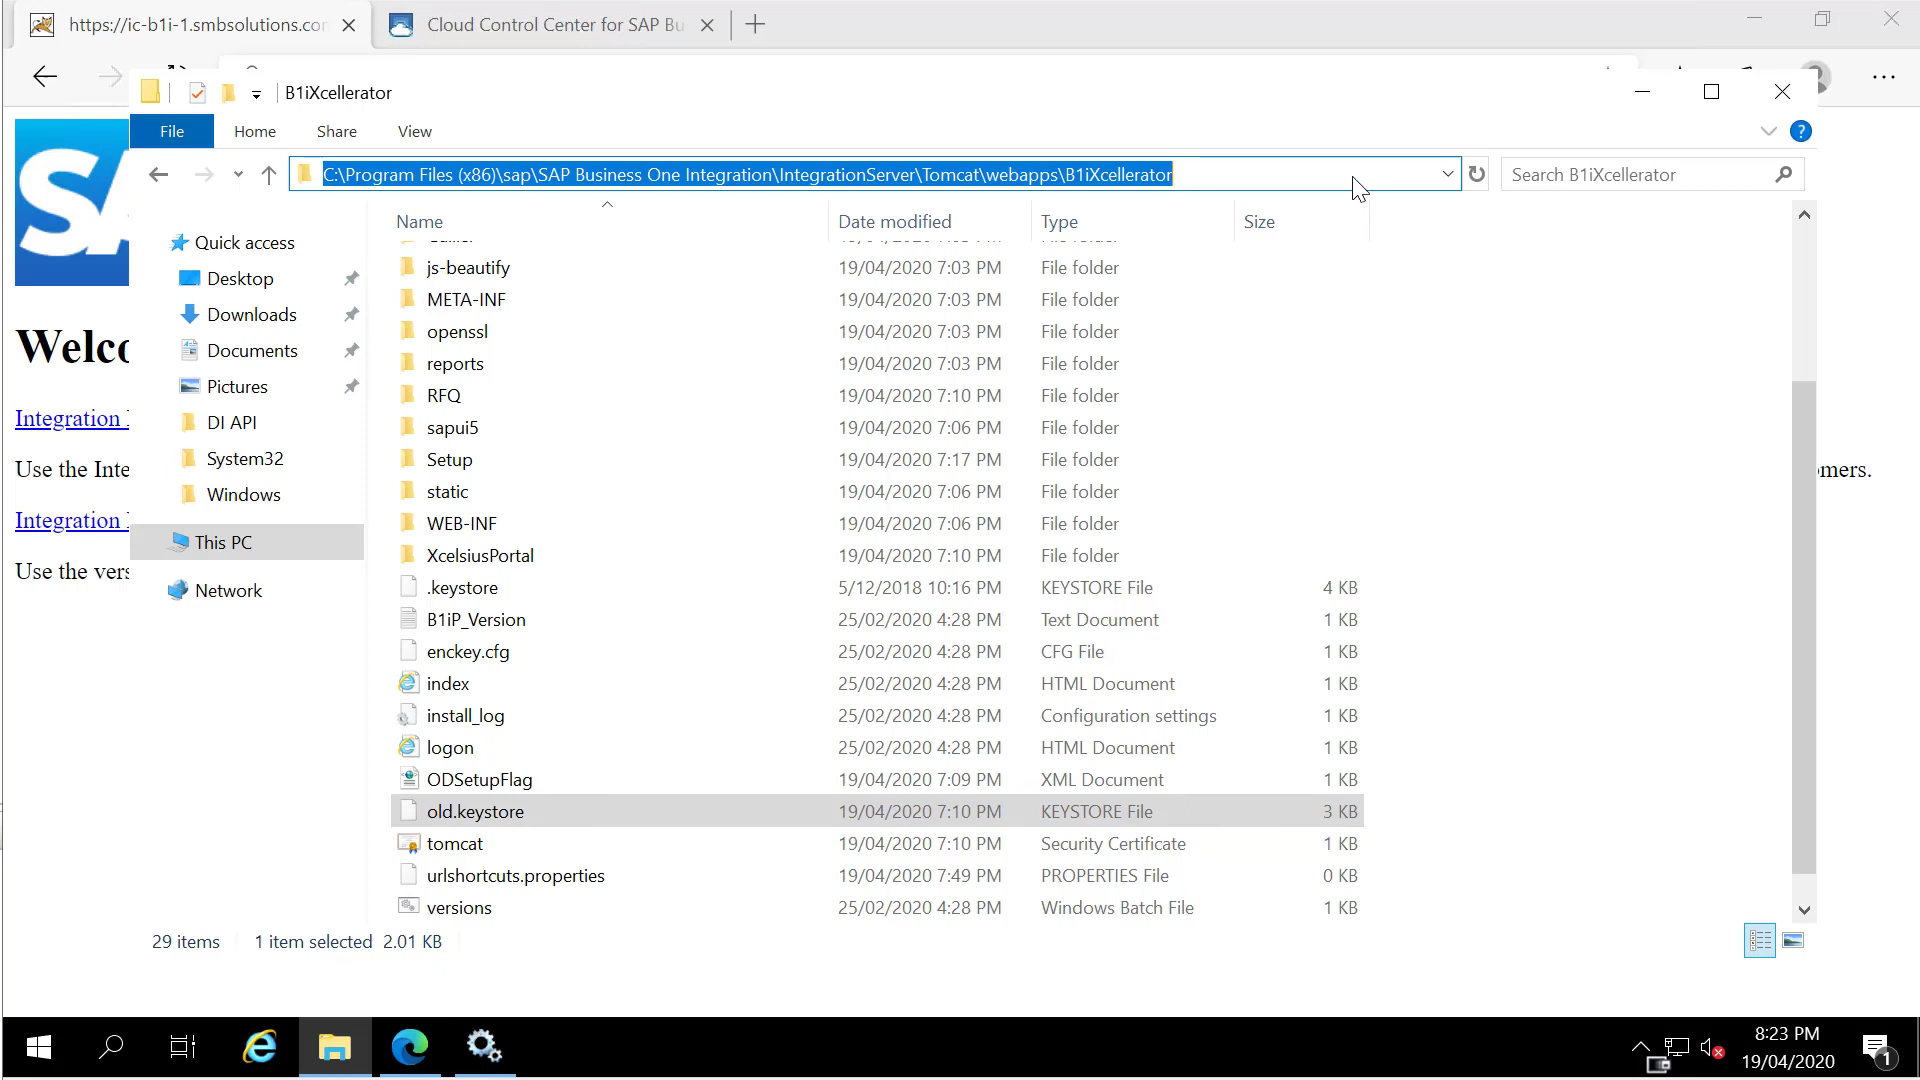 https://ic-b1i-1.smbsolutions.cor
Cloud Control Center for SAP Bu
B1iXcellerator
File Home Share View
C:\Program Files (x86)\sap\SAP Business One Integration\IntegrationServer\Tomcat\webapps\B1iXcellerator
Search B1iXcellerator
Name Date modified Type Size
Quick access
Desktop
Downloads
Documents
Pictures
DI API
System32
Windows
This PC
Network
js-beautify 19/04/2020 7:03 PM File folder
META-INF 19/04/2020 7:03 PM File folder
openssl 19/04/2020 7:03 PM File folder
reports 19/04/2020 7:03 PM File folder
RFQ 19/04/2020 7:10 PM File folder
sapui5 19/04/2020 7:06 PM File folder
Setup 19/04/2020 7:17 PM File folder
static 19/04/2020 7:06 PM File folder
WEB-INF 19/04/2020 7:06 PM File folder
XcelsiusPortal 19/04/2020 7:10 PM File folder
.keystore 5/12/2018 10:16 PM KEYSTORE File 4 KB
B1iP_Version 25/02/2020 4:28 PM Text Document 1 KB
enckey.cfg 25/02/2020 4:28 PM CFG File 1 KB
index 25/02/2020 4:28 PM HTML Document 1 KB
install_log 25/02/2020 4:28 PM Configuration settings 1 KB
logon 25/02/2020 4:28 PM HTML Document 1 KB
ODSetupFlag 19/04/2020 7:09 PM XML Document 1 KB
old.keystore 19/04/2020 7:10 PM KEYSTORE File 3 KB
tomcat 19/04/2020 7:10 PM Security Certificate 1 KB
urlshortcuts.properties 19/04/2020 7:49 PM PROPERTIES File 0 KB
versions 25/02/2020 4:28 PM Windows Batch File 1 KB
29 items 1 item selected 2.01 KB
SA
Welco
Integration
Use the Inte
omers.
Integration
Use the vers
8:23 PM
19/04/2020
1